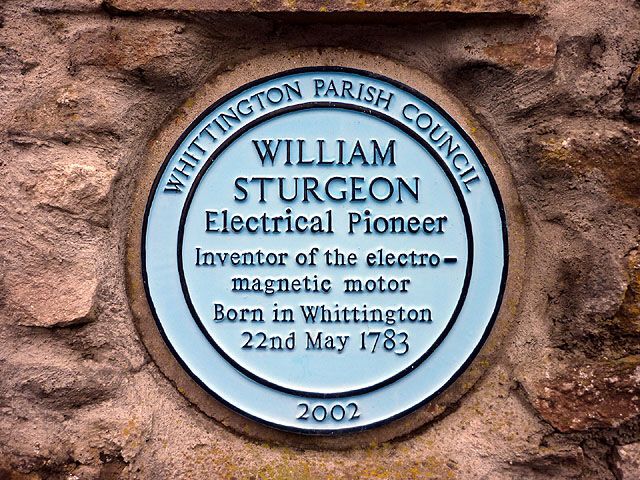 WHITTINGTON PARISH COUNCIL
WILLIAM
STURGEON
Electrical Pioneer
Inventor of the electro-
magnetic motor
Born in Whittington
22nd May 1783
2002